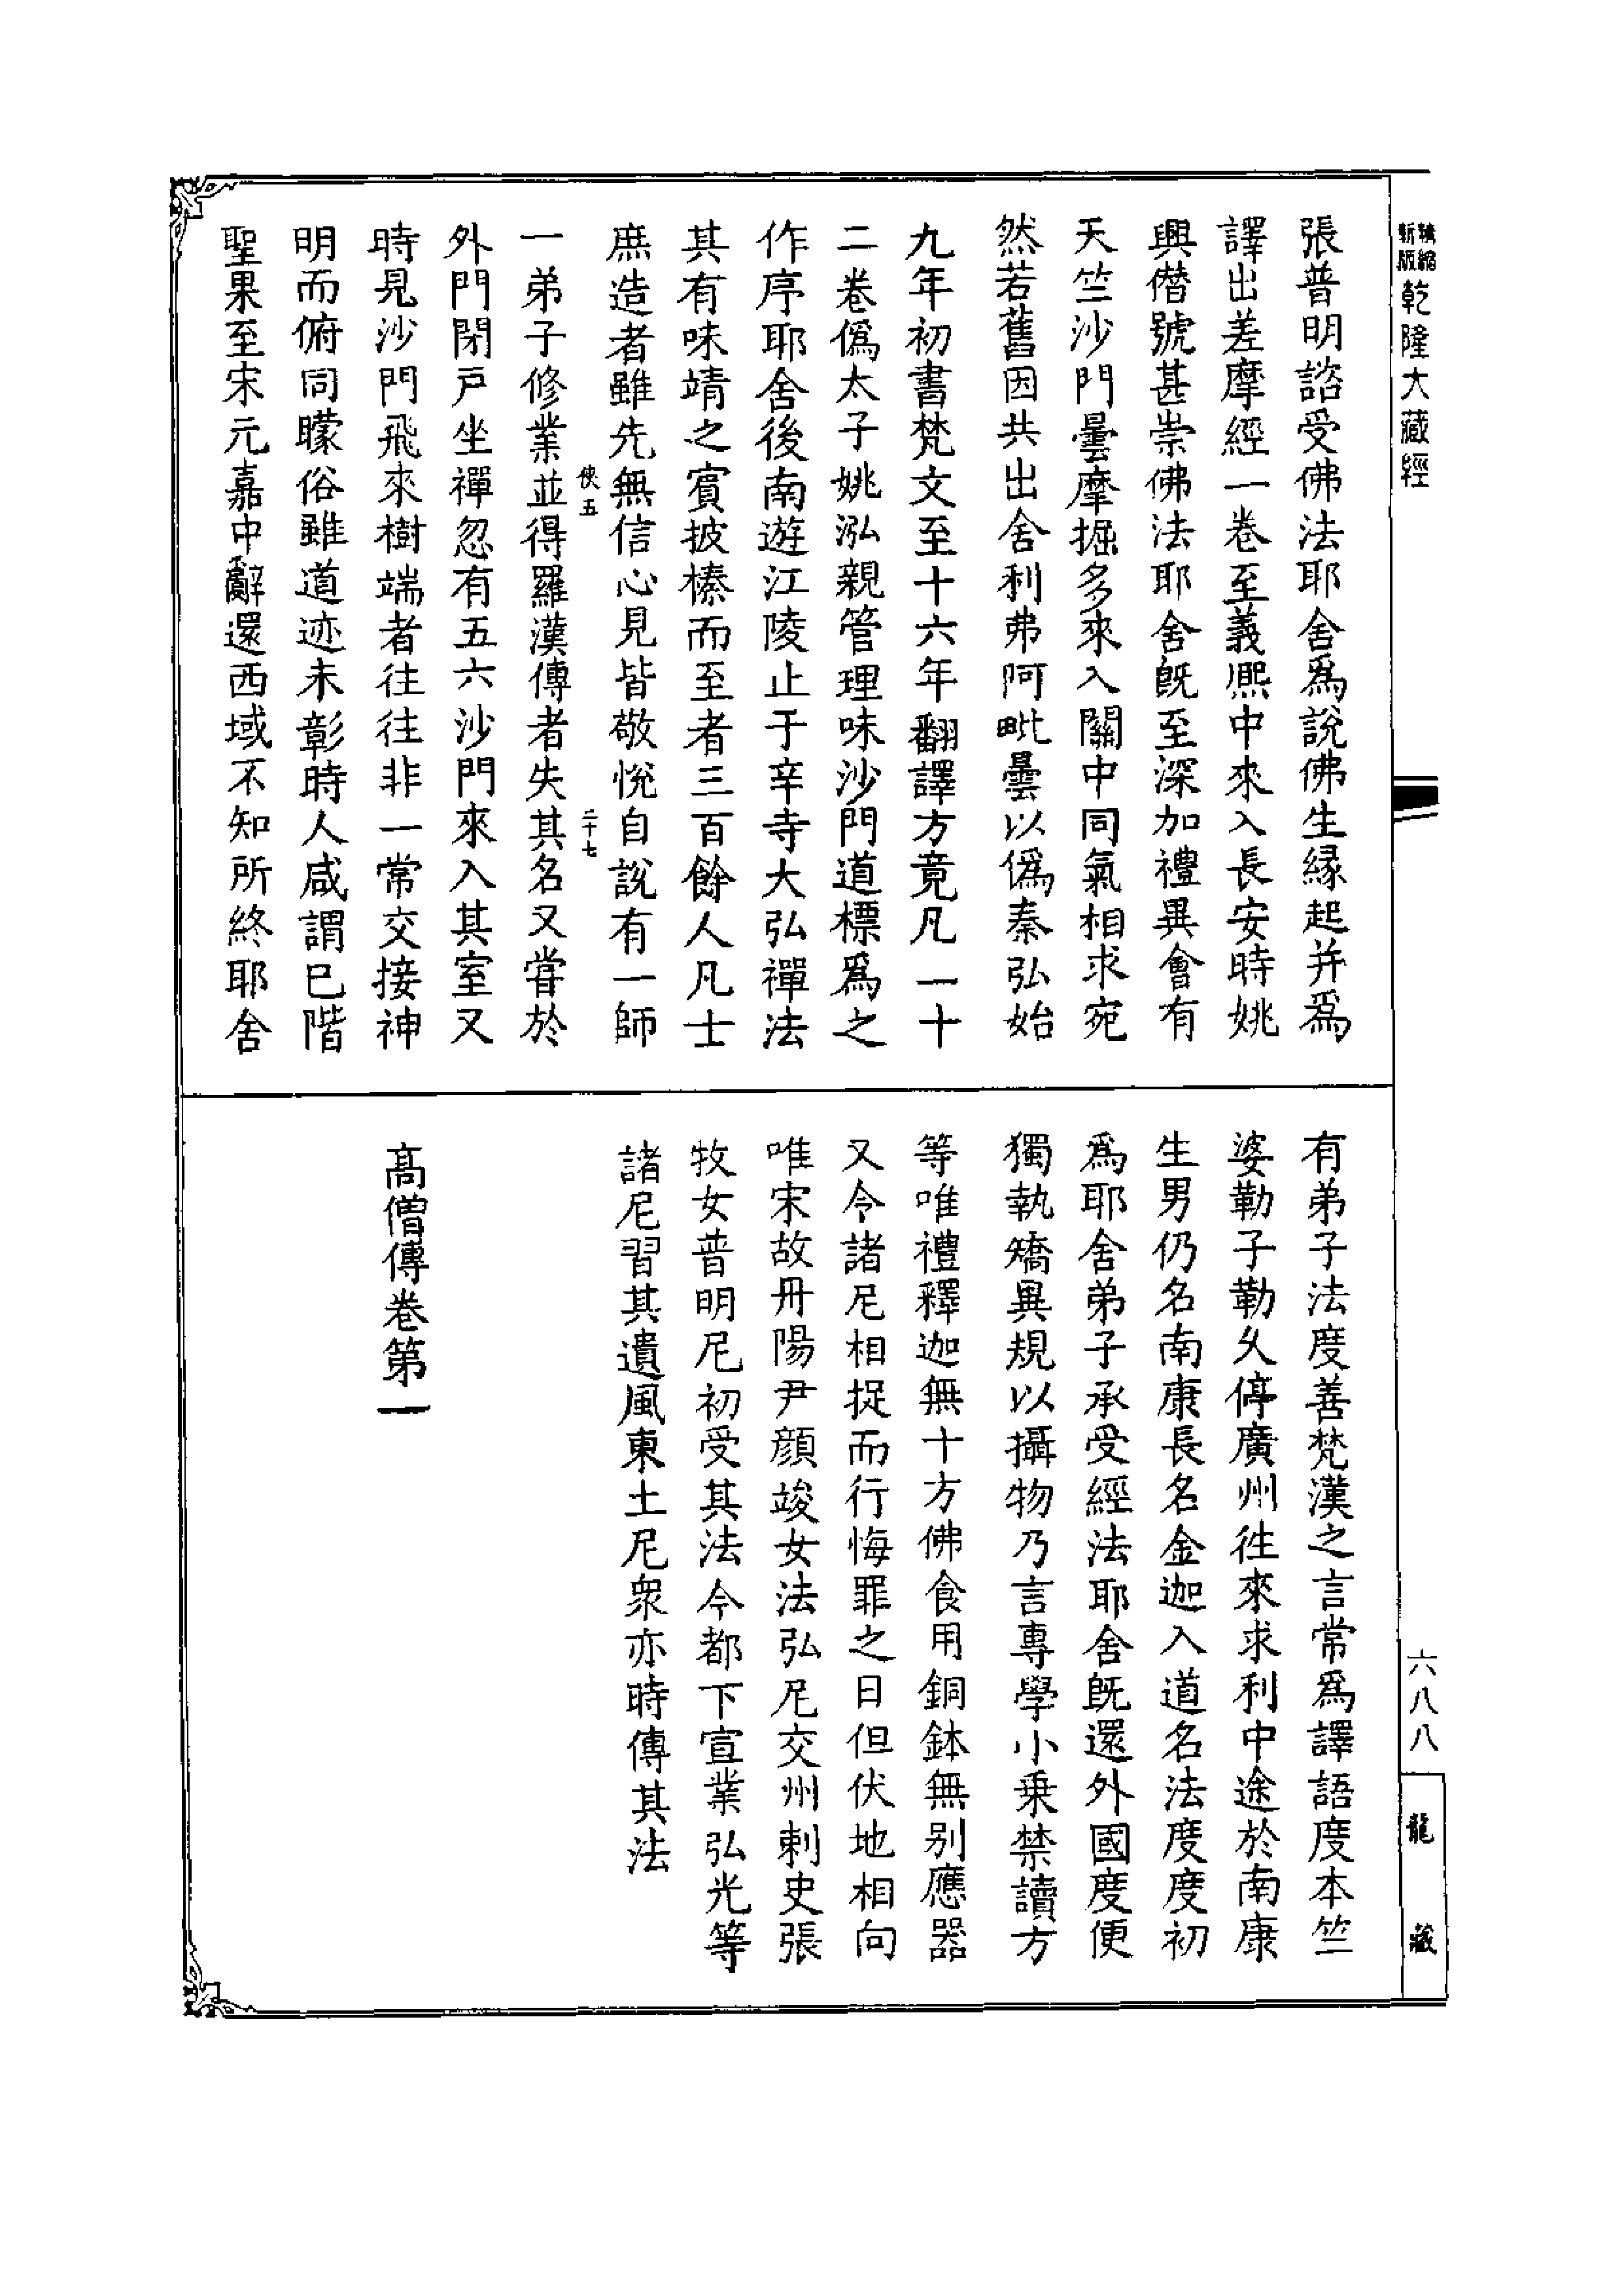 精縮新版乾隆大藏經
張普明諮受佛法耶舍爲說佛生緣起并爲
譯出差摩經一卷至義熙中來入長安時姚
興僭號甚崇佛法耶舍旣至深加禮異會有
天竺沙門曇摩掘多來入關中同氣相求宛
然若舊因共出舍利弗阿毗曇以僞秦弘始
九年初書梵文至十六年翻譯方竟凡一十
二卷僞太子姚泓親管理味沙門道標爲之
作序耶舍後南遊江陵止于辛寺大弘禪法
其有味靖之賓披榛而至者三百餘人凡士
庶造者雖先無信心見皆敬悅自說有一師
俠五 二十七
一弟子修業並得羅漢傳者失其名又嘗於
外門閉戸坐禪忽有五六沙門來入其室又
時見沙門飛來樹端者往往非一常交接神
明而俯同矇俗雖道迹未彰時人咸謂已階
聖果至宋元嘉中辭還西域不知所終耶舍
有弟子法度善梵漢之言常爲譯語度本竺
婆勒子勒久停廣州往來求利中途於南康
生男仍名南康長名金迦入道名法度度初
爲耶舍弟子承受經法耶舍旣還外國度便
獨執矯異規以攝物乃言專學小乗禁讀方
等唯禮釋迦無十方佛食用銅鉢無別應器
又令諸尼相捉而行悔罪之日但伏地相向
唯宋故丹陽尹顔竣女法弘尼交州刺史張
牧女普明尼初受其法今都下宣業弘光等
諸尼習其遺風東土尼衆亦時傳其法
高僧傳卷第一
六八八
龍藏